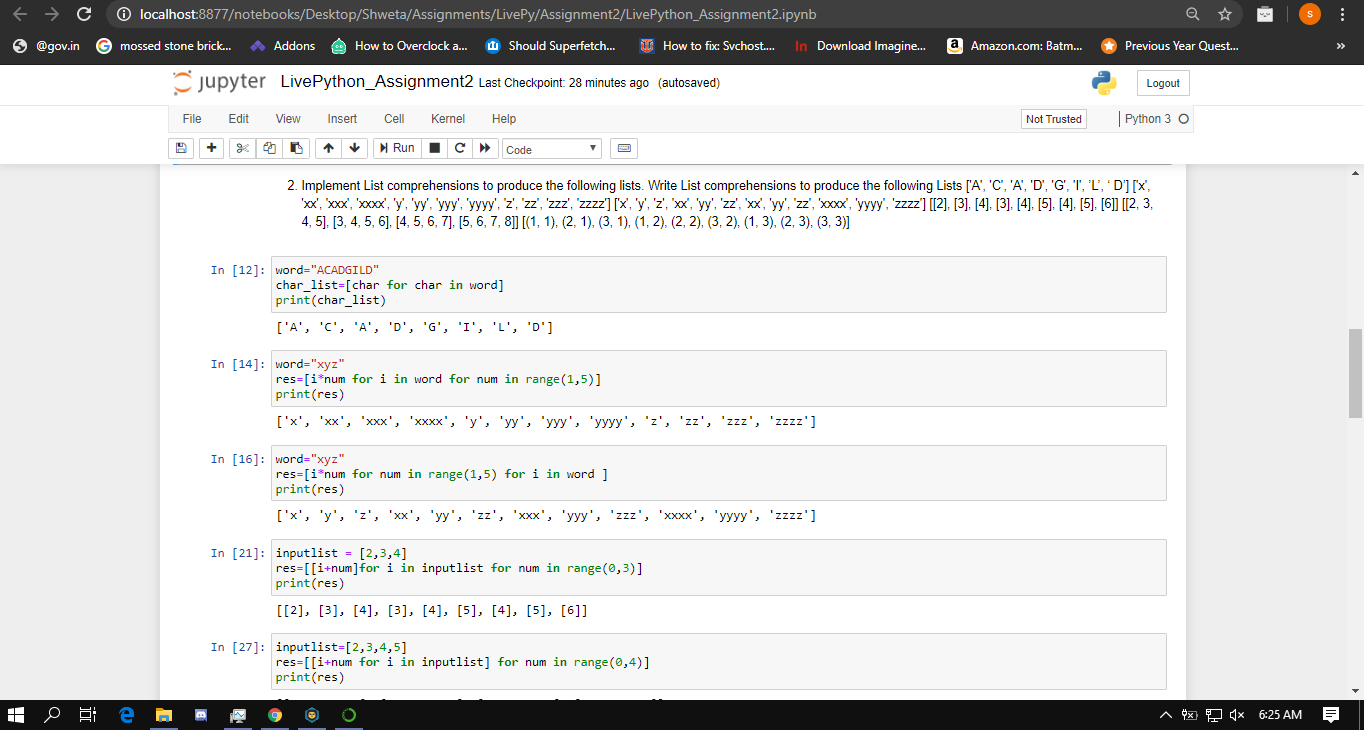 localhost:8877/notebooks/Desktop/Shweta/Assignments/LivePy/Assignment2/LivePython_Assignment2.ipynb
S
@gov.in mossed stone brick... Addons How to Overclock a... Should Superfetch... How to fix: Svchost.... In Download Imagine... Amazon.com: Batm... Previous Year Quest... »
jupyter LivePython_Assignment2 Last Checkpoint: 28 minutes ago (autosaved) Logout
File Edit View Insert Cell Kernel Help Not Trusted Python 3
Run Code
2. Implement List comprehensions to produce the following lists. Write List comprehensions to produce the following Lists ['A', 'C', 'A', 'D', 'G', 'I', 'L', ' D'] ['x',
'xx', 'xxx', 'xxxx', 'y', 'yy', 'yyy', 'yyyy', 'z', 'zz', 'zzz', 'zzzz'] ['x', 'y', 'z', 'xx', 'yy', 'zz', 'xx', 'yy', 'zz', 'xxxx', 'yyyy', 'zzzz'] [[2], [3], [4], [3], [4], [5], [4], [5], [6]] [[2, 3,
4, 5], [3, 4, 5, 6], [4, 5, 6, 7], [5, 6, 7, 8]] [(1, 1), (2, 1), (3, 1), (1, 2), (2, 2), (3, 2), (1, 3), (2, 3), (3, 3)]
In [12]: word="ACADGILD"
char_list=[char for char in word]
print(char_list)
['A', 'C', 'A', 'D', 'G', 'I', 'L', 'D']
In [14]: word="xyz"
res=[i*num for i in word for num in range(1,5)]
print(res)
['x', 'xx', 'xxx', 'xxxx', 'y', 'yy', 'yyy', 'yyyy', 'z', 'zz', 'zzz', 'zzzz']
In [16]: word="xyz"
res=[i*num for num in range(1,5) for i in word ]
print(res)
['x', 'y', 'z', 'xx', 'yy', 'zz', 'xxx', 'yyy', 'zzz', 'xxxx', 'yyyy', 'zzzz']
In [21]: inputlist = [2,3,4]
res=[[i+num]for i in inputlist for num in range(0,3)]
print(res)
[[2], [3], [4], [3], [4], [5], [4], [5], [6]]
In [27]: inputlist=[2,3,4,5]
res=[[i+num for i in inputlist] for num in range(0,4)]
print(res)
6:25 AM